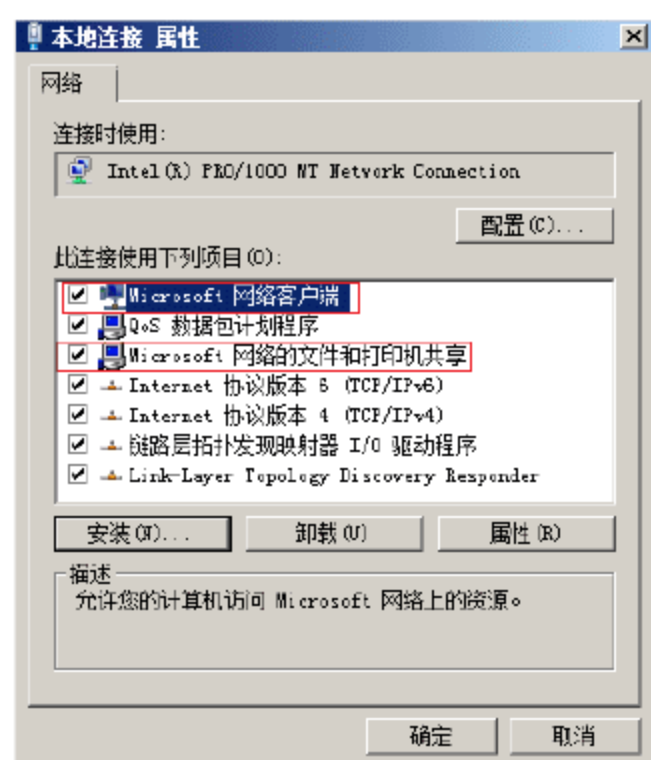 本地连接 属性
网络
连接时使用:
Intel(R) PRO/1000 MT Network Connection
配置(C)...
此连接使用下列项目(O):
Microsoft 网络客户端
QoS 数据包计划程序
Microsoft 网络的文件和打印机共享
Internet 协议版本 6 (TCP/IPv6)
Internet 协议版本 4 (TCP/IPv4)
链路层拓扑发现映射器 I/O 驱动程序
Link-Layer Topology Discovery Responder
安装(N)...
卸载(U)
属性(R)
描述
允许您的计算机访问 Microsoft 网络上的资源。
确定
取消